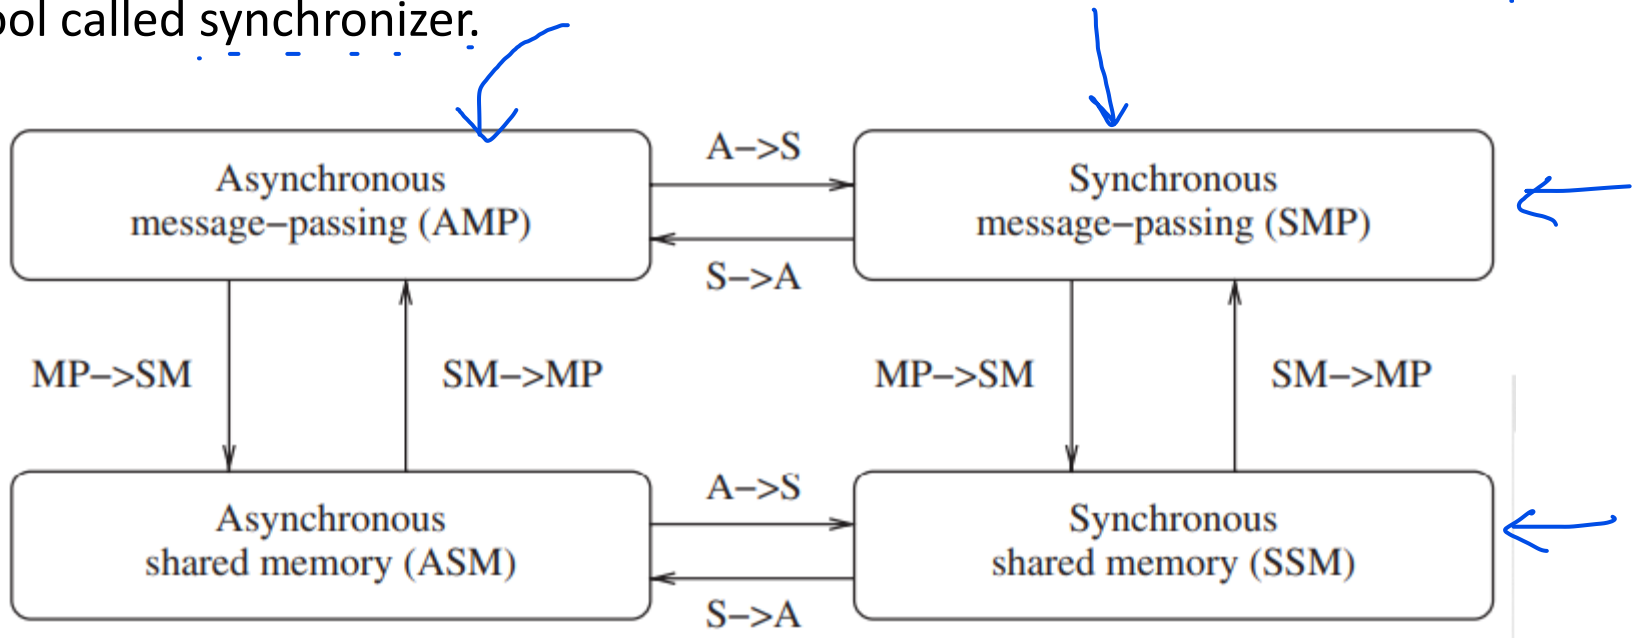 ool called synchronizer.
A–>S
Asynchronous
message–passing (AMP)
Synchronous
message–passing (SMP)
S–>A
MP–>SM
SM–>MP
MP–>SM
SM–>MP
A–>S
Asynchronous
shared memory (ASM)
Synchronous
shared memory (SSM)
S–>A